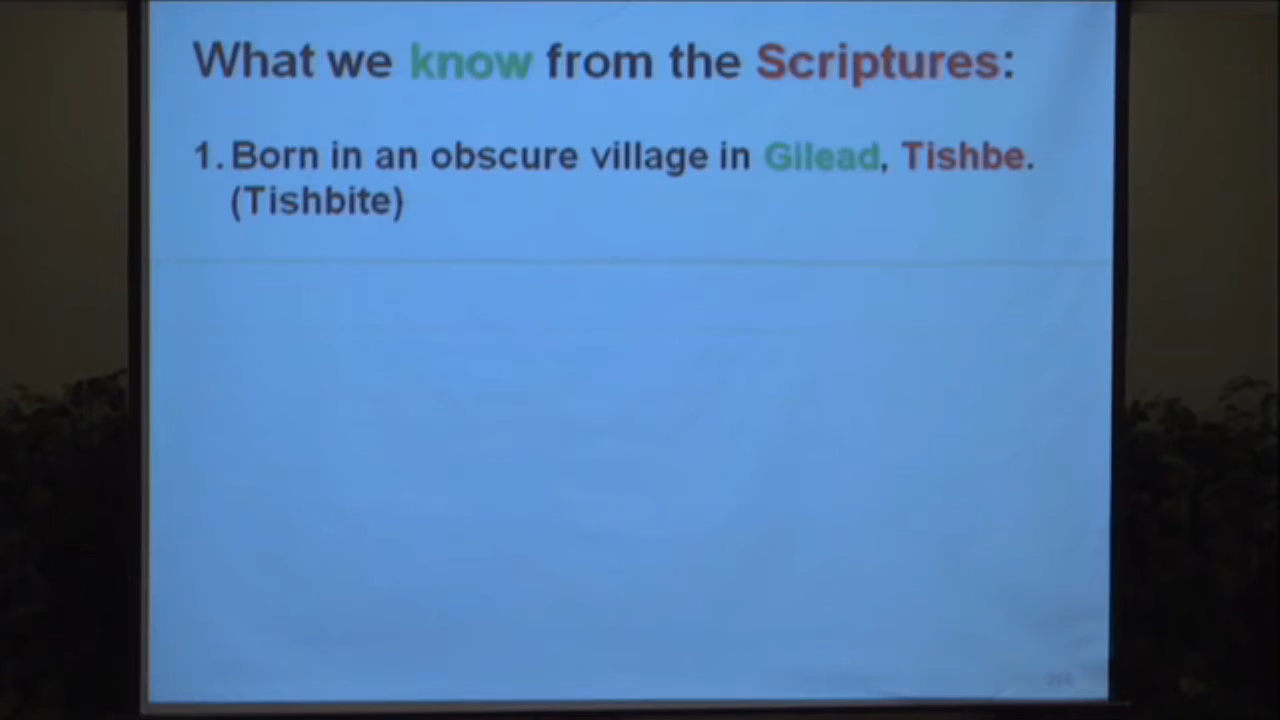 What we know from the Scriptures:
1. Born in an obscure village in Gilead, Tishbe.
(Tishbite)